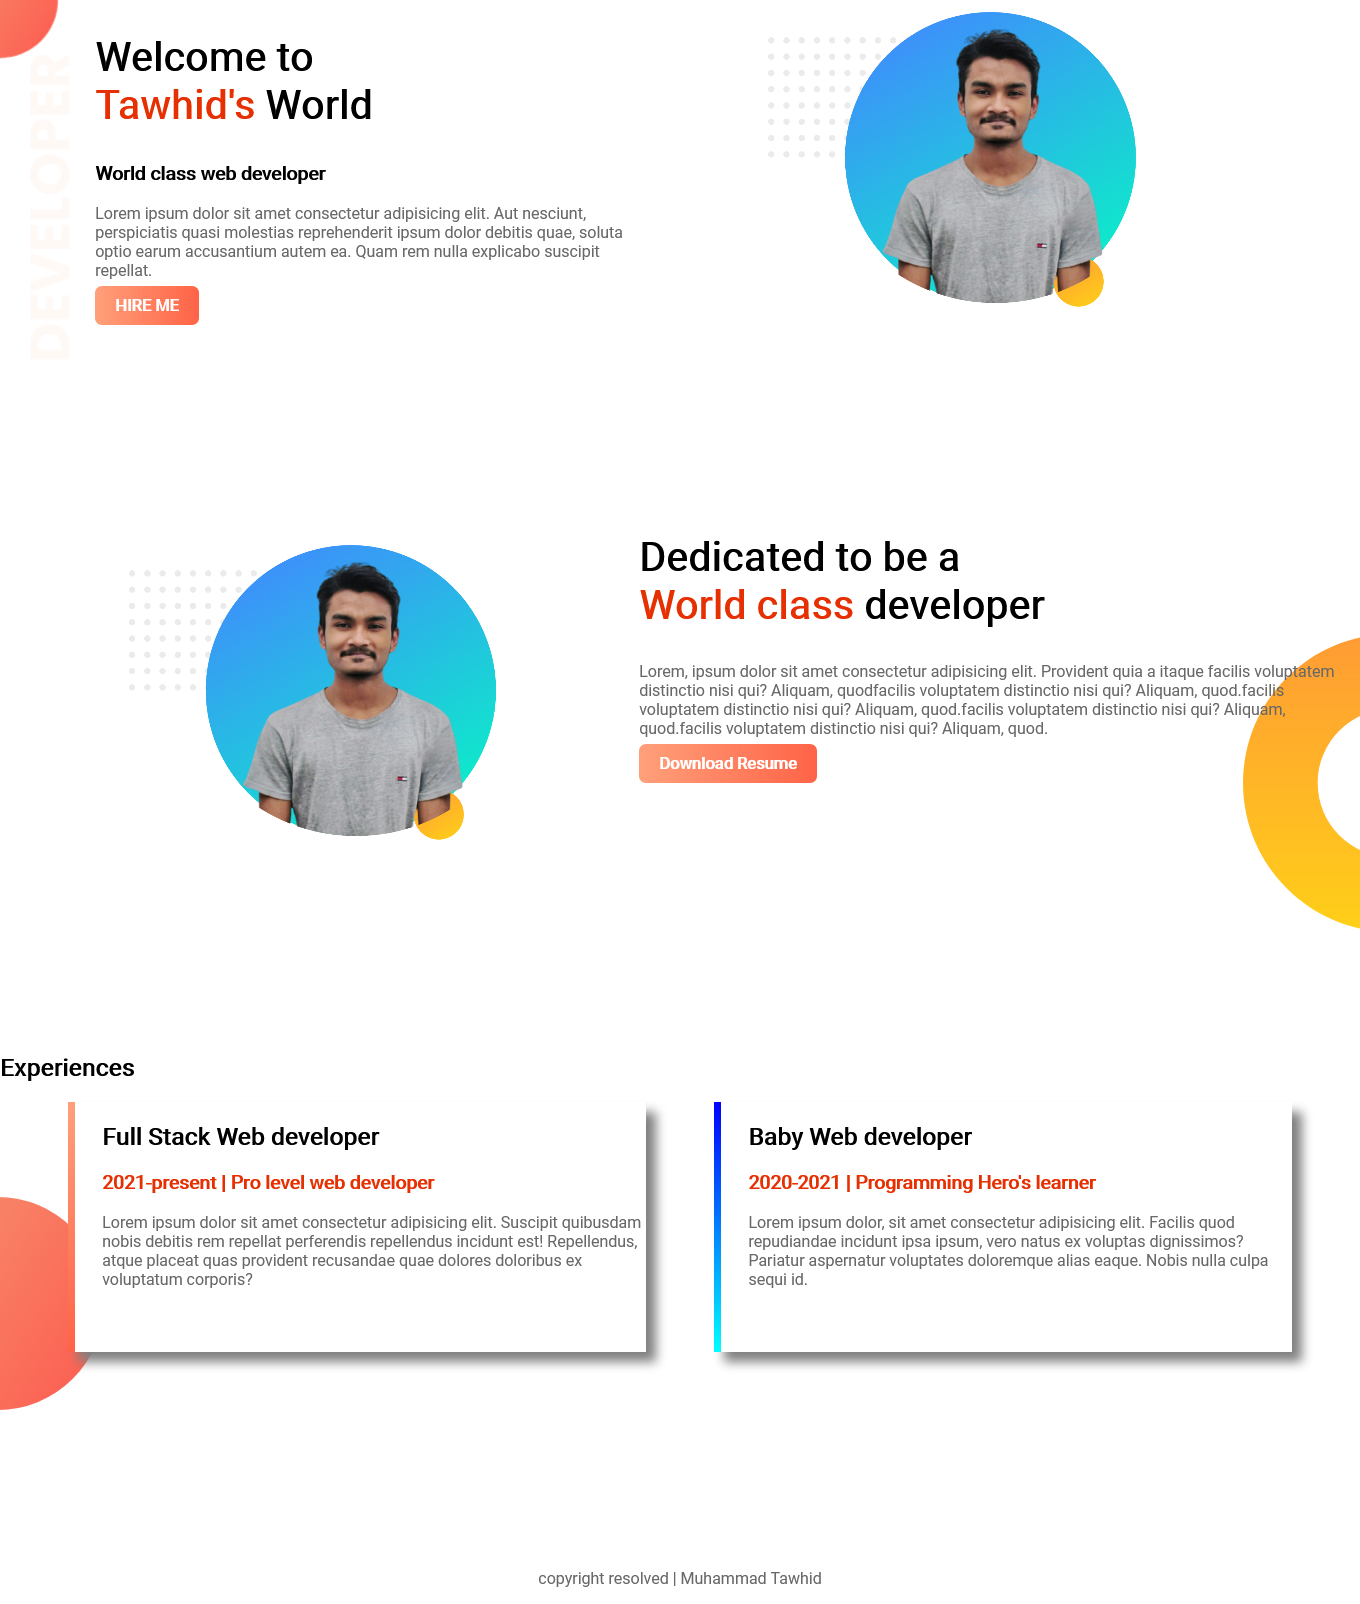 DEVELOPER
Welcome to
Tawhid's World
World class web developer
Lorem ipsum dolor sit amet consectetur adipisicing elit. Aut nesciunt,
perspiciatis quasi molestias reprehenderit ipsum dolor debitis quae, soluta
optio earum accusantium autem ea. Quam rem nulla explicabo suscipit
repellat.
HIRE ME
Dedicated to be a
World class developer
Lorem, ipsum dolor sit amet consectetur adipisicing elit. Provident quia a itaque facilis voluptatem
distinctio nisi qui? Aliquam, quodfacilis voluptatem distinctio nisi qui? Aliquam, quod.facilis
voluptatem distinctio nisi qui? Aliquam, quod.facilis voluptatem distinctio nisi qui? Aliquam,
quod.facilis voluptatem distinctio nisi qui? Aliquam, quod.
Download Resume
Experiences
Full Stack Web developer
2021-present | Pro level web developer
Lorem ipsum dolor sit amet consectetur adipisicing elit. Suscipit quibusdam
nobis debitis rem repellat perferendis repellendus incidunt est! Repellendus,
atque placeat quas provident recusandae quae dolores doloribus ex
voluptatum corporis?
Baby Web developer
2020-2021 | Programming Hero's learner
Lorem ipsum dolor, sit amet consectetur adipisicing elit. Facilis quod
repudiandae incidunt ipsa ipsum, vero natus ex voluptas dignissimos?
Pariatur aspernatur voluptates doloremque alias eaque. Nobis nulla culpa
sequi id.
copyright resolved | Muhammad Tawhid